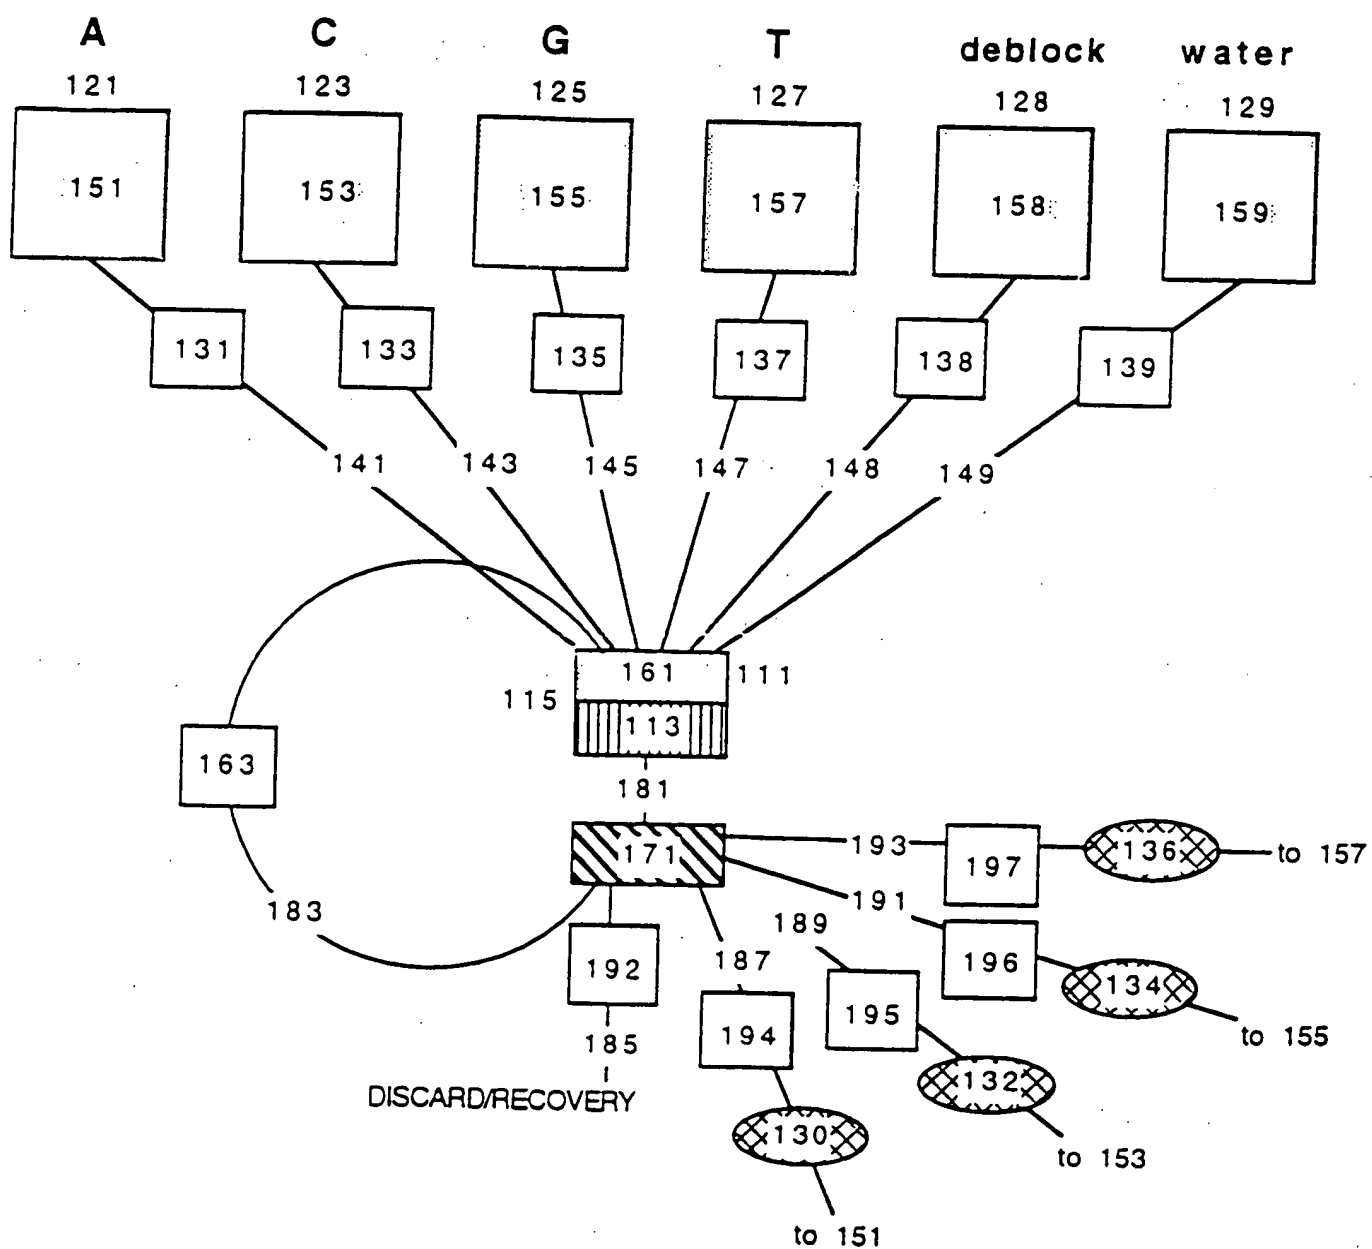 A C G T deblock water
121 123 125 127 128 129
151 153 155 157 158 159
131 133 135 137 138 139
141 143 145 147 148 149
161 111
115
113
163
181
171 193 197 136 to 157
183 191
189
192 187 196 134
195 to 155
194
185 132
DISCARD/RECOVERY
130
to 153
to 151